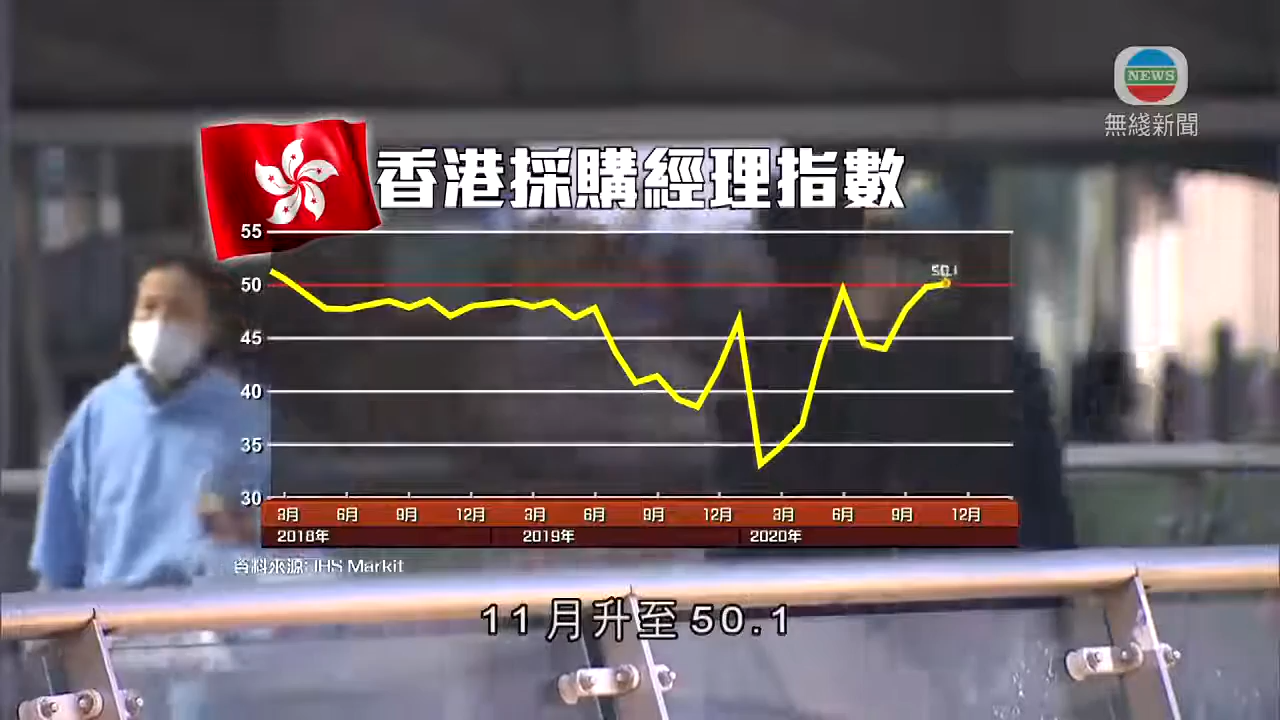 NEWS
無綫新聞
香港採購經理指數
55
50
50.1
45
40
35
30
3月 6月 9月 12月 3月 6月 9月 12月 3月 6月 9月 12月
2018年 2019年 2020年
資料來源: IHS Markit
11月升至50.1